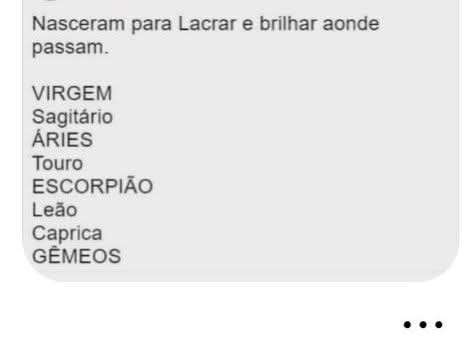 Nasceram para Lacrar e brilhar aonde
passam.
VIRGEM
Sagitário
ÁRIES
Touro
ESCORPIÃO
Leão
Caprica
GÊMEOS
...